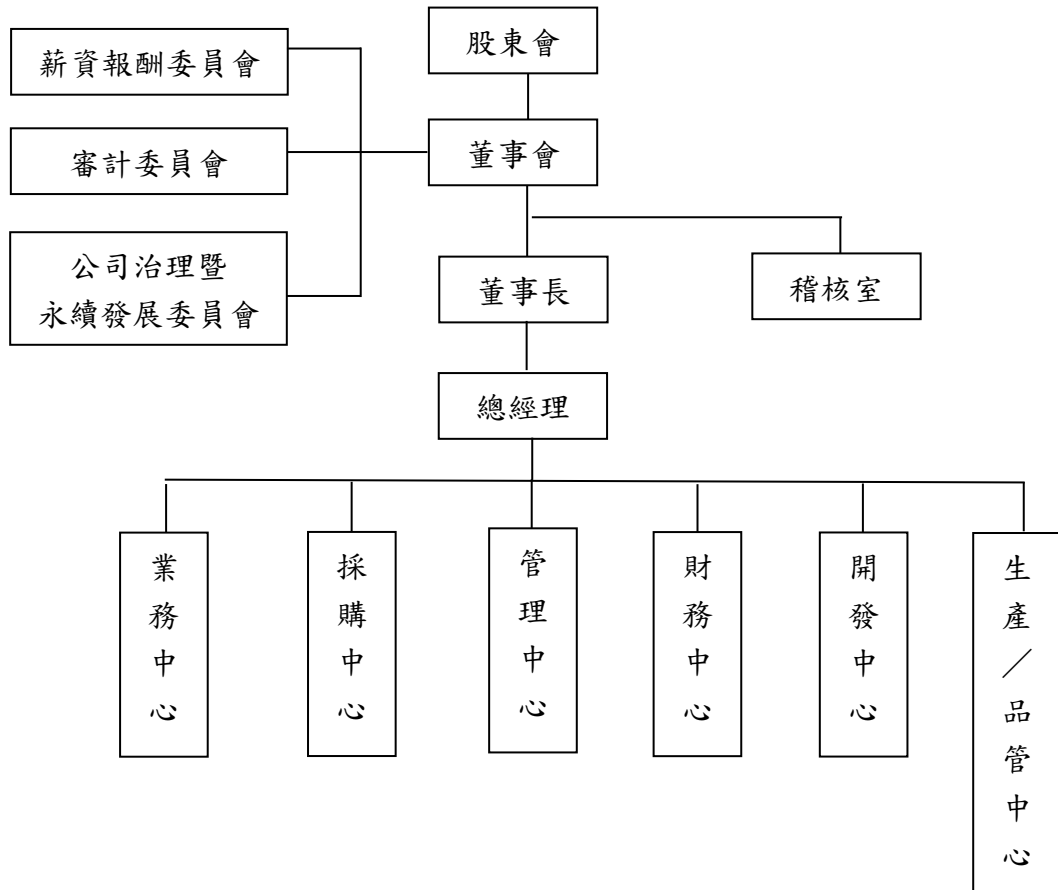 股東會
薪資報酬委員會
審計委員會
董事會
公司治理暨
永續發展委員會
董事長
稽核室
總經理
業務中心
採購中心
管理中心
財務中心
開發中心
生產／品管中心